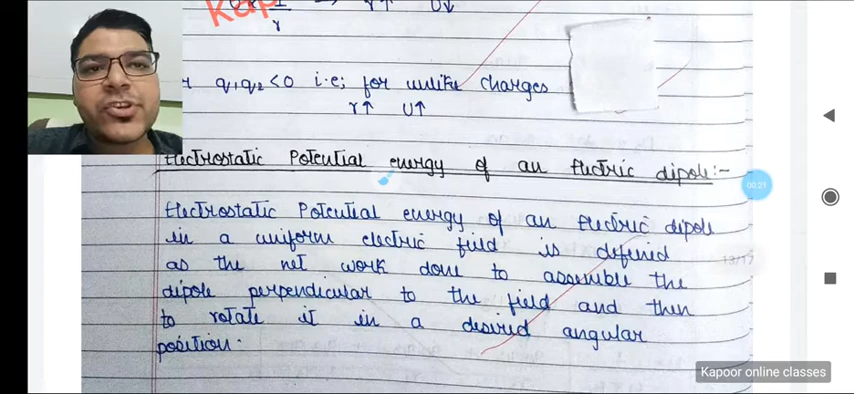 r↑ U↓
r
q₁q₂ <0 i.e; for unlike charges
r↑ U↑
Electrostatic Potential energy of an Electric dipole:-
00:21
Electrostatic Potential energy of an Electric dipole
in a uniform electric field is defined
as the net work done to assemble the
dipole perpendicular to the field and then
to rotate it in a desired angular
position.
Kapoor online classes